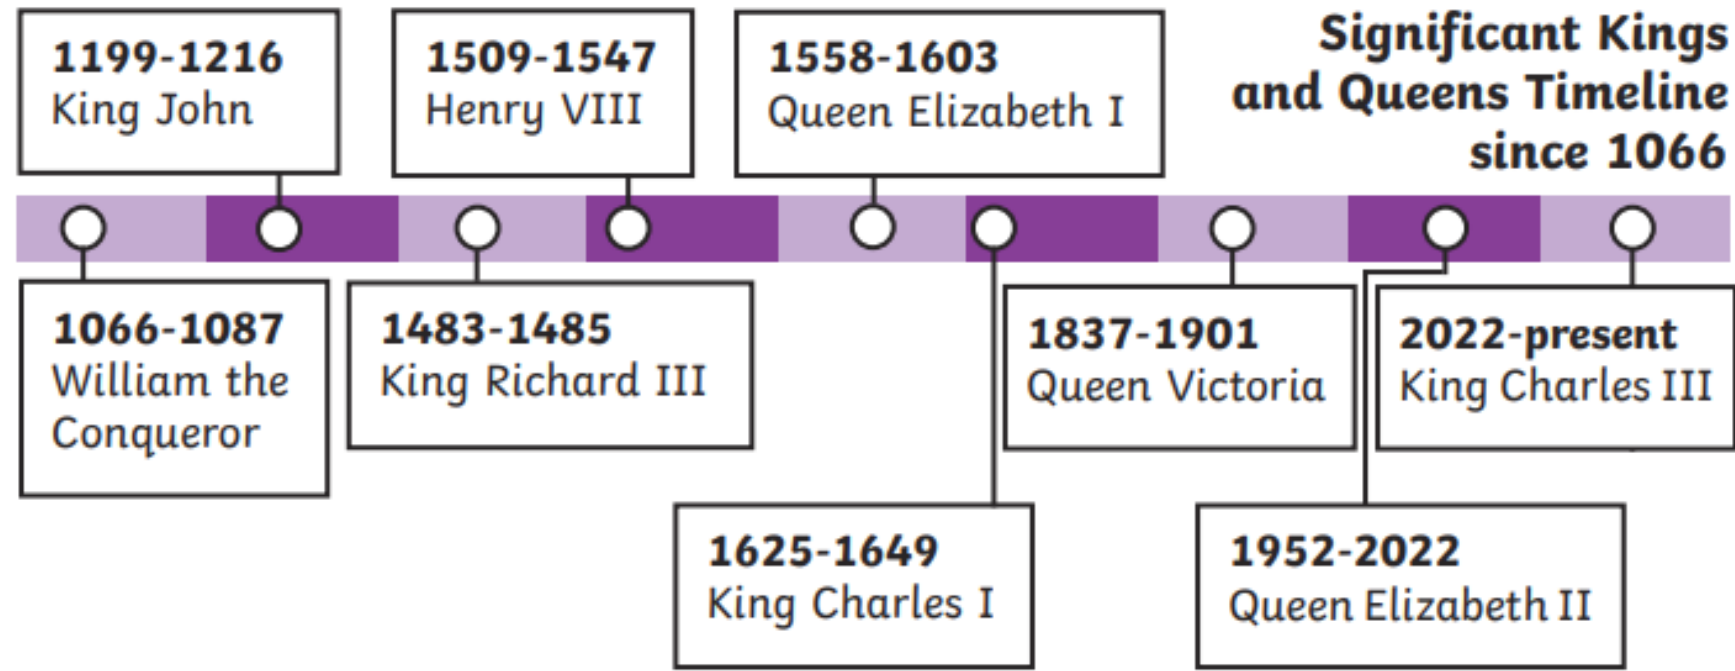 Significant Kings
and Queens Timeline
since 1066
1199-1216
King John
1509-1547
Henry VIII
1558-1603
Queen Elizabeth I
1066-1087
William the
Conqueror
1483-1485
King Richard III
1837-1901
Queen Victoria
2022-present
King Charles III
1625-1649
King Charles I
1952-2022
Queen Elizabeth II